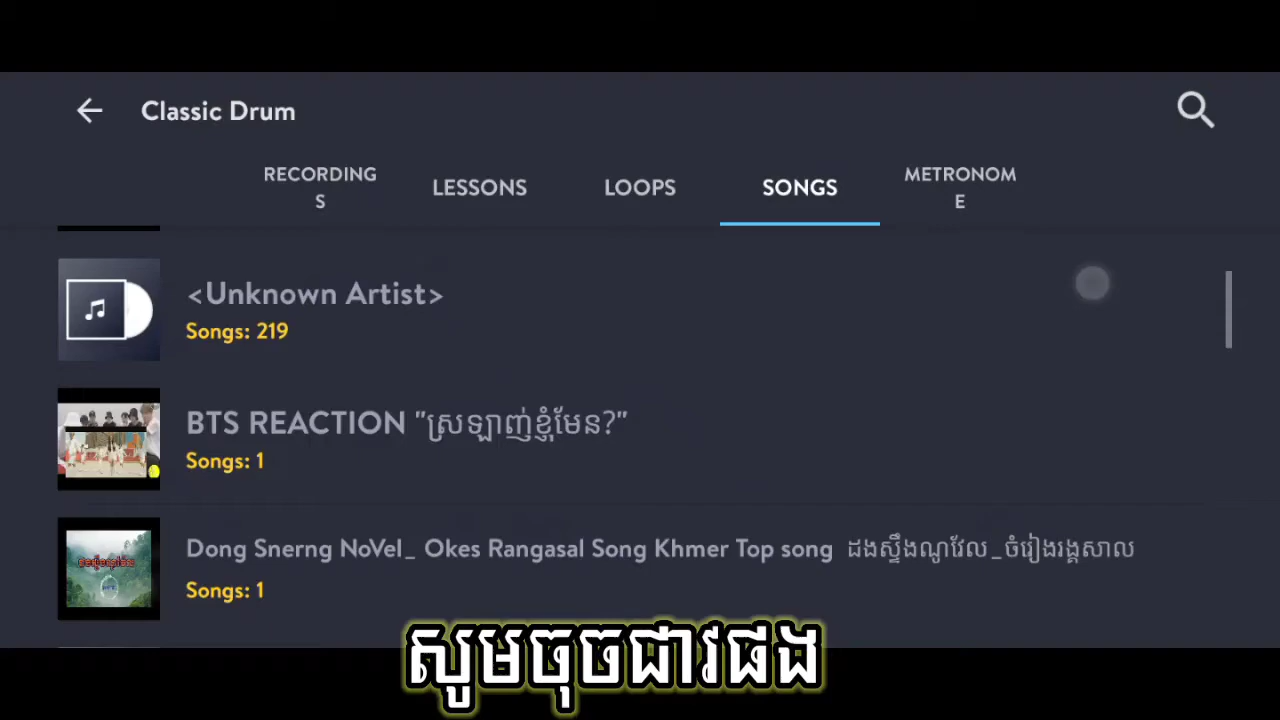 Classic Drum
RECORDING
S
LESSONS
LOOPS
SONGS
METRONOM
E
<Unknown Artist>
Songs: 219
BTS REACTION "ស្រឡាញ់ខ្ញុំមែន?"
Songs: 1
Dong Snerng NoVel_ Okes Rangasal Song Khmer Top song ដងស្ទឹងណូវែល_ចំរៀងរង្គសាល
Songs: 1
សូមចុចជាវផង